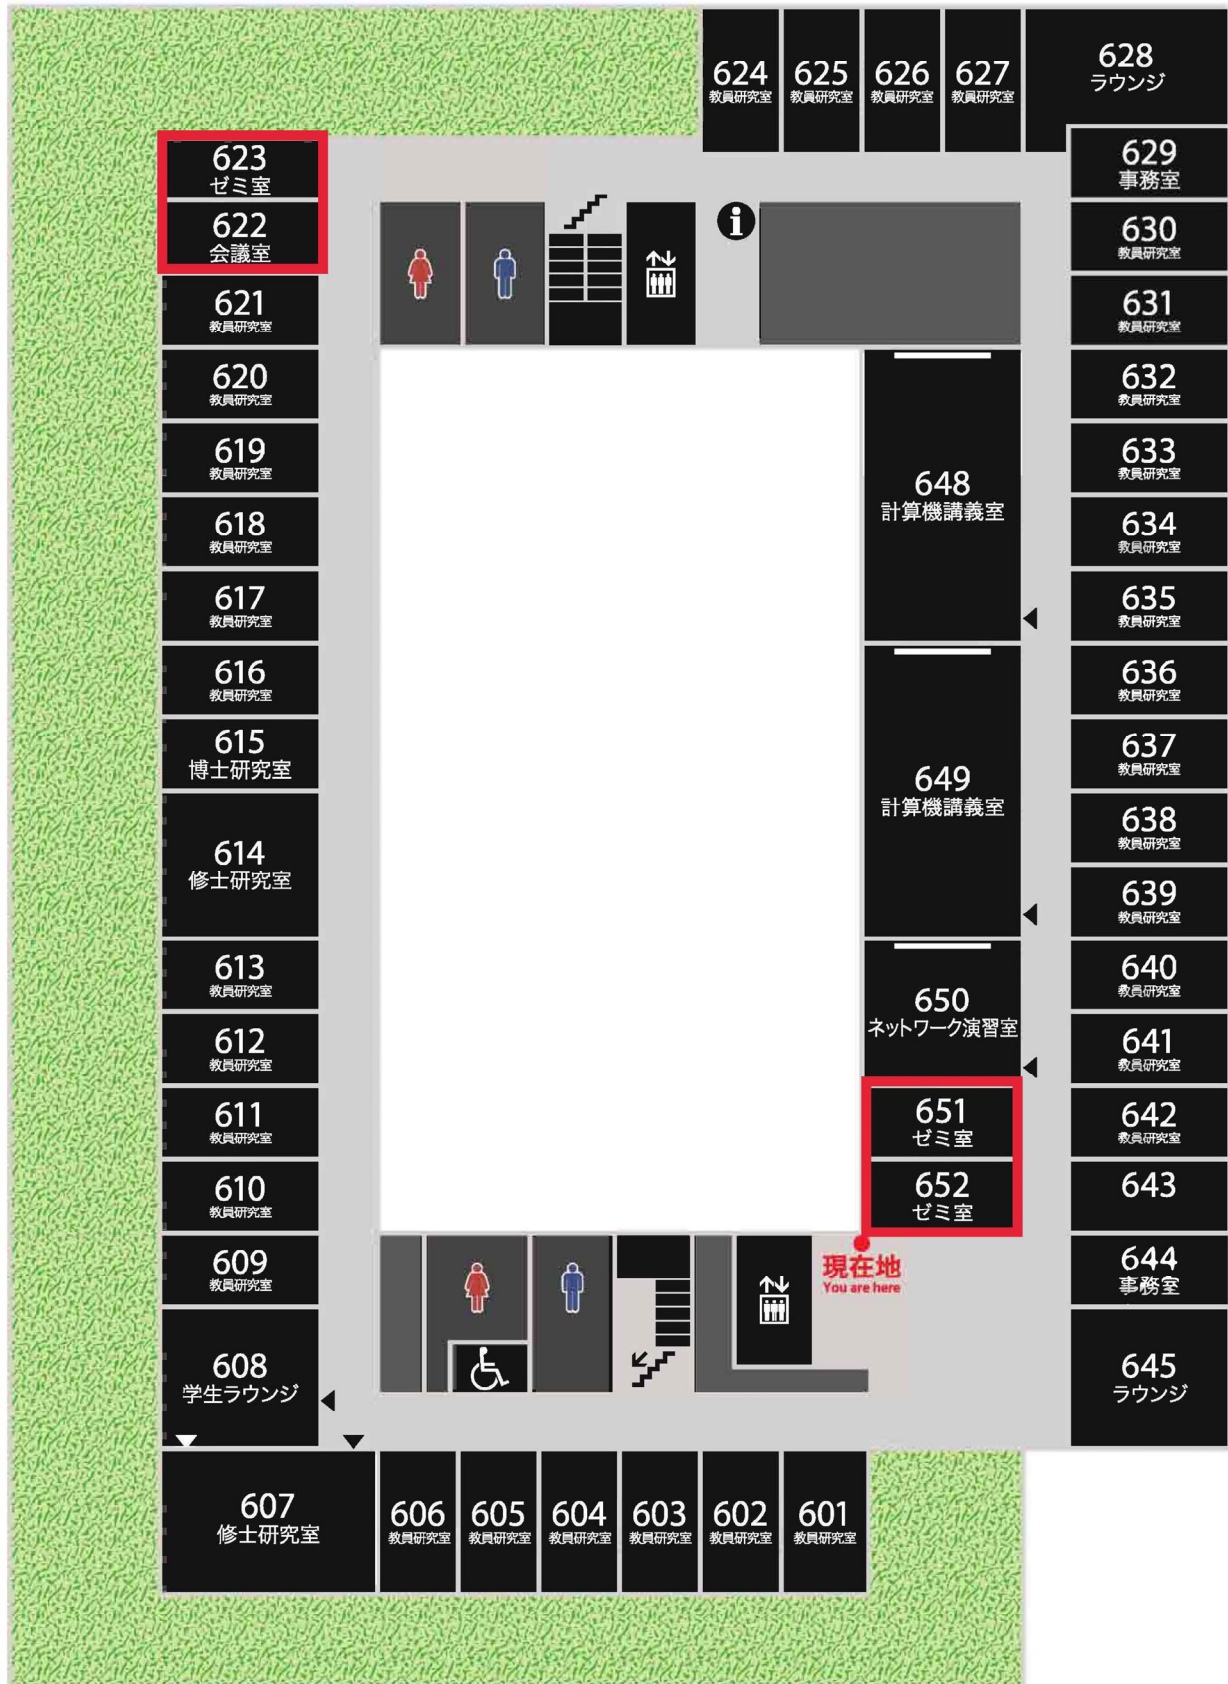 624
教員研究室
625
教員研究室
626
教員研究室
627
教員研究室
628
ラウンジ
623
ゼミ室
622
会議室
621
教員研究室
620
教員研究室
619
教員研究室
618
教員研究室
617
教員研究室
616
教員研究室
615
博士研究室
614
修士研究室
613
教員研究室
612
教員研究室
611
教員研究室
610
教員研究室
609
教員研究室
608
学生ラウンジ
i
648
計算機講義室
649
計算機講義室
650
ネットワーク演習室
651
ゼミ室
652
ゼミ室
現在地
You are here
629
事務室
630
教員研究室
631
教員研究室
632
教員研究室
633
教員研究室
634
教員研究室
635
教員研究室
636
教員研究室
637
教員研究室
638
教員研究室
639
教員研究室
640
教員研究室
641
教員研究室
642
教員研究室
643
644
事務室
645
ラウンジ
607
修士研究室
606
教員研究室
605
教員研究室
604
教員研究室
603
教員研究室
602
教員研究室
601
教員研究室